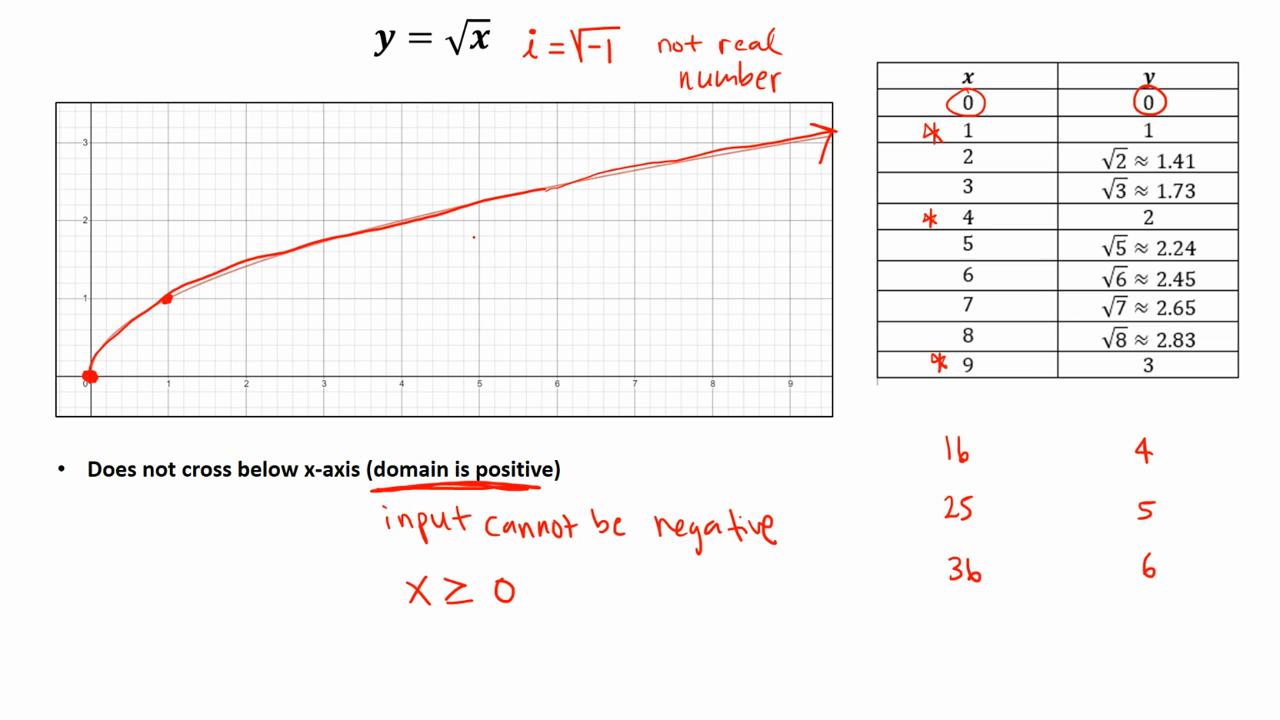 y = √x i = √-1 not real
number
x y
0 0
* 1 1
2 √2 ≈ 1.41
3 √3 ≈ 1.73
* 4 2
5 √5 ≈ 2.24
6 √6 ≈ 2.45
7 √7 ≈ 2.65
8 √8 ≈ 2.83
* 9 3
3
2
1
0 1 2 3 4 5 6 7 8 9
• Does not cross below x-axis (domain is positive)
input cannot be negative
x ≥ 0
16 4
25 5
36 6